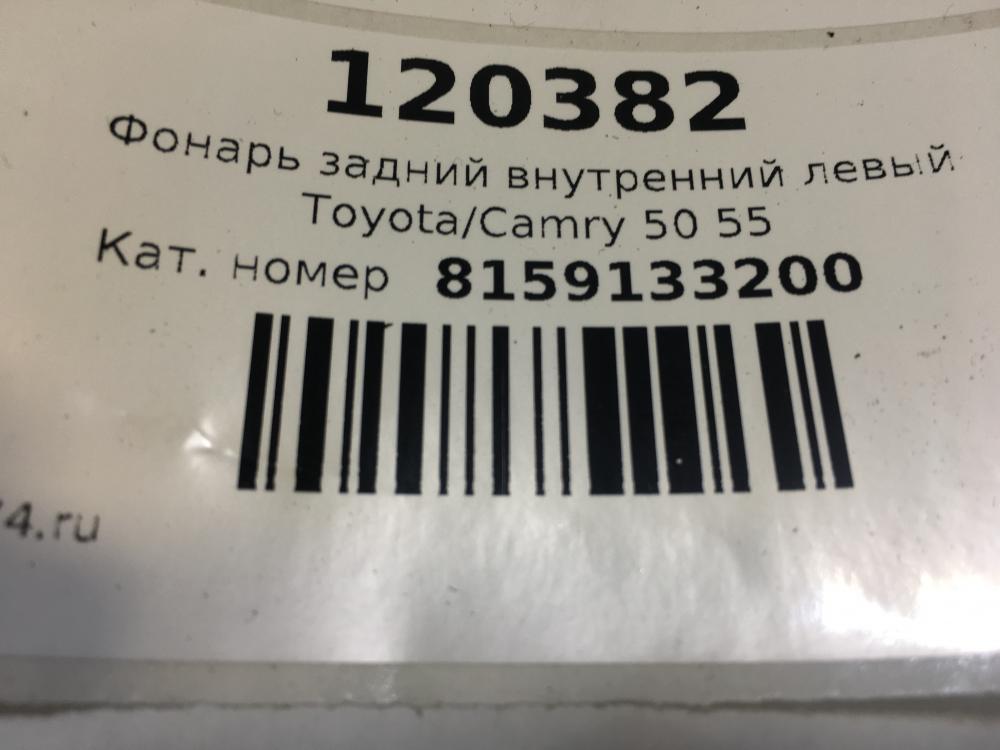 120382
Фонарь задний внутренний левый
Toyota/Camry 50 55
Кат. номер 8159133200
4.ru